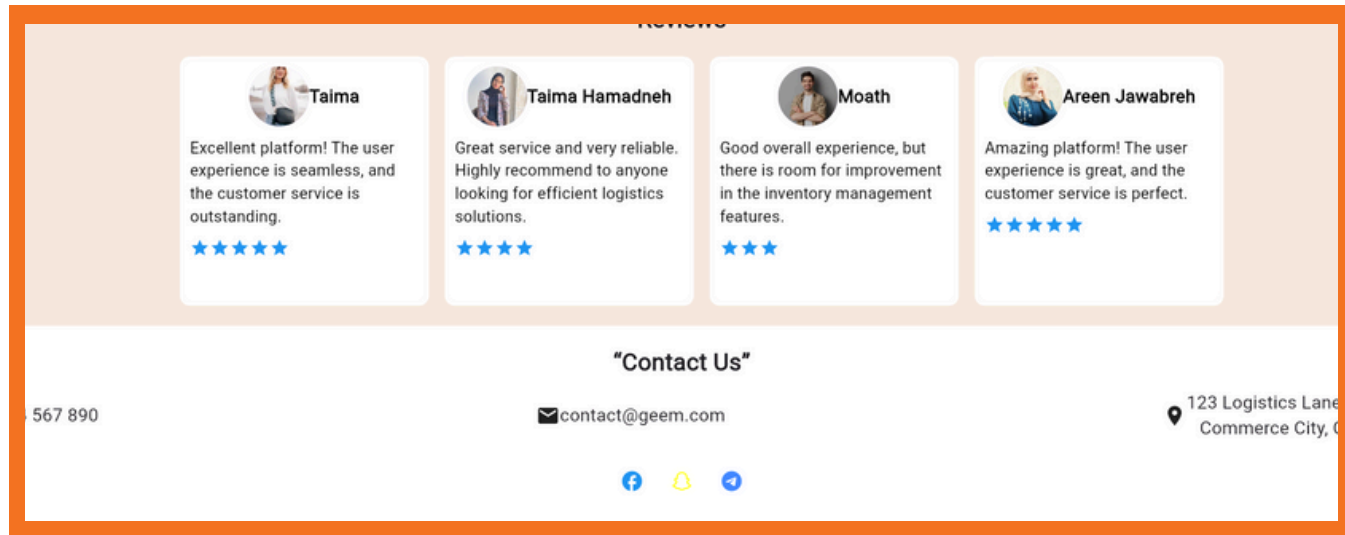 Reviews
Taima
Excellent platform! The user
experience is seamless, and
the customer service is
outstanding.
Taima Hamadneh
Great service and very reliable.
Highly recommend to anyone
looking for efficient logistics
solutions.
Moath
Good overall experience, but
there is room for improvement
in the inventory management
features.
Areen Jawabreh
Amazing platform! The user
experience is great, and the
customer service is perfect.
“Contact Us”
567 890
contact@geem.com
123 Logistics Lane
Commerce City,